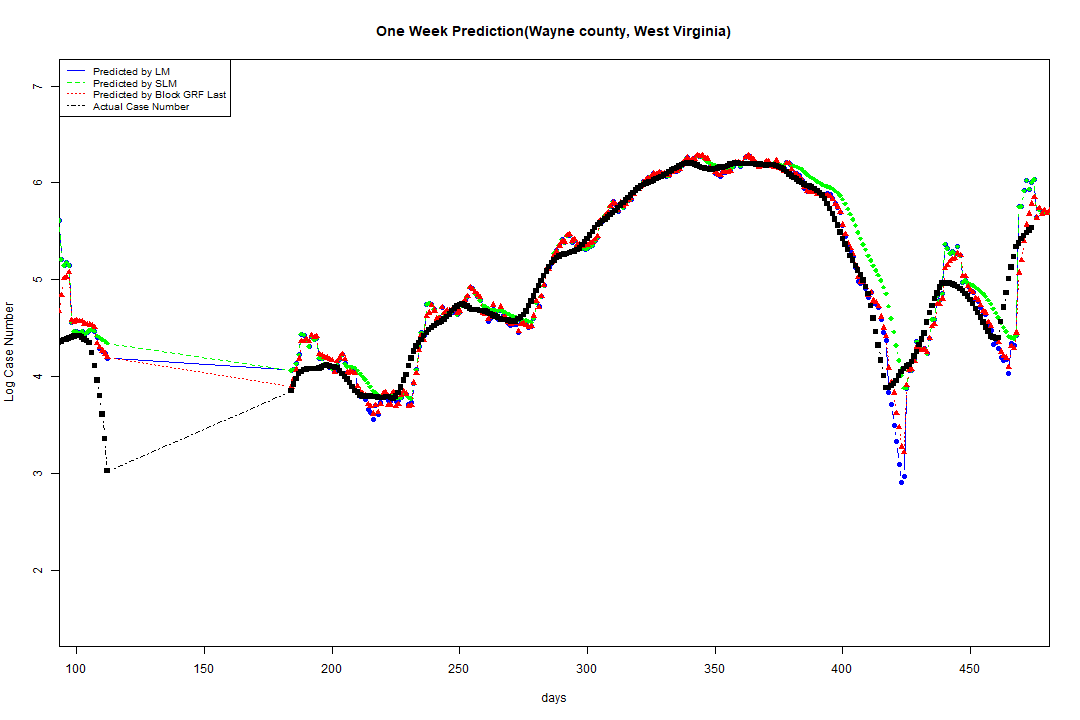 One Week Prediction(Wayne county, West Virginia)
Predicted by LM
Predicted by SLM
Predicted by Block GRF Last
Actual Case Number
Log Case Number
7
6
5
4
3
2
100 150 200 250 300 350 400 450
days